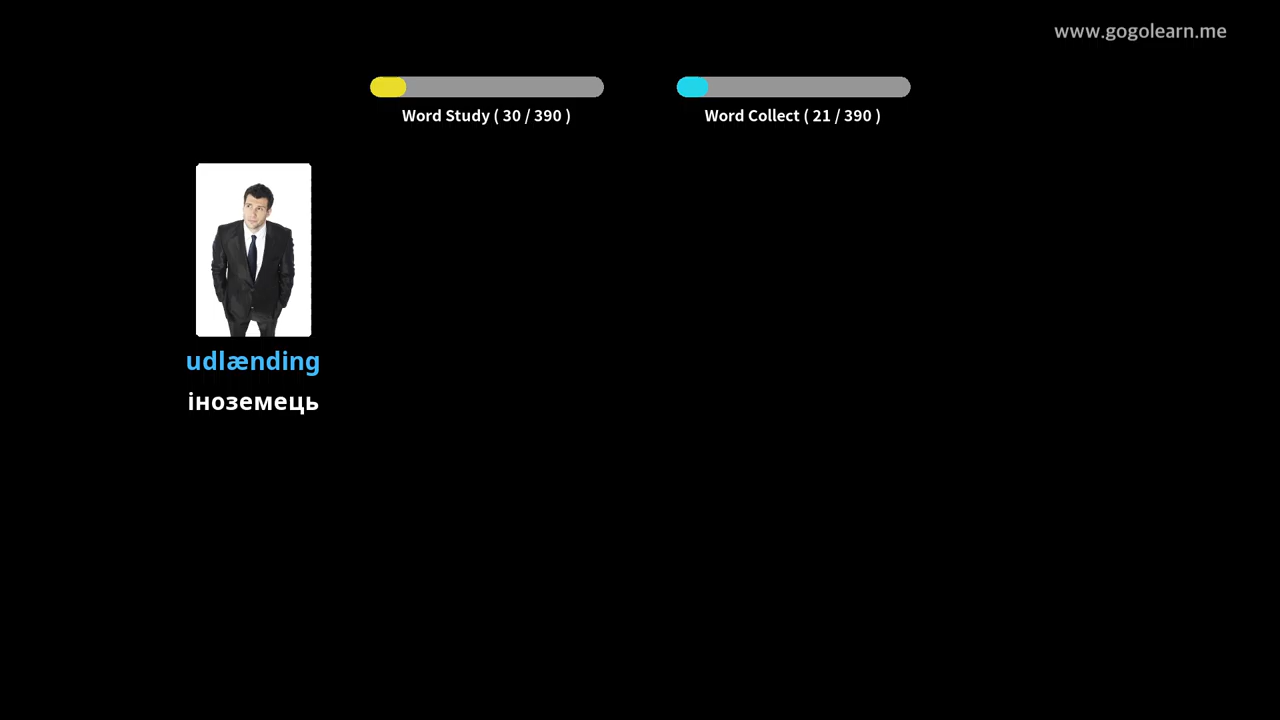 www.gogolearn.me
Word Study ( 30 / 390 )
Word Collect ( 21 / 390 )
udlænding
іноземець